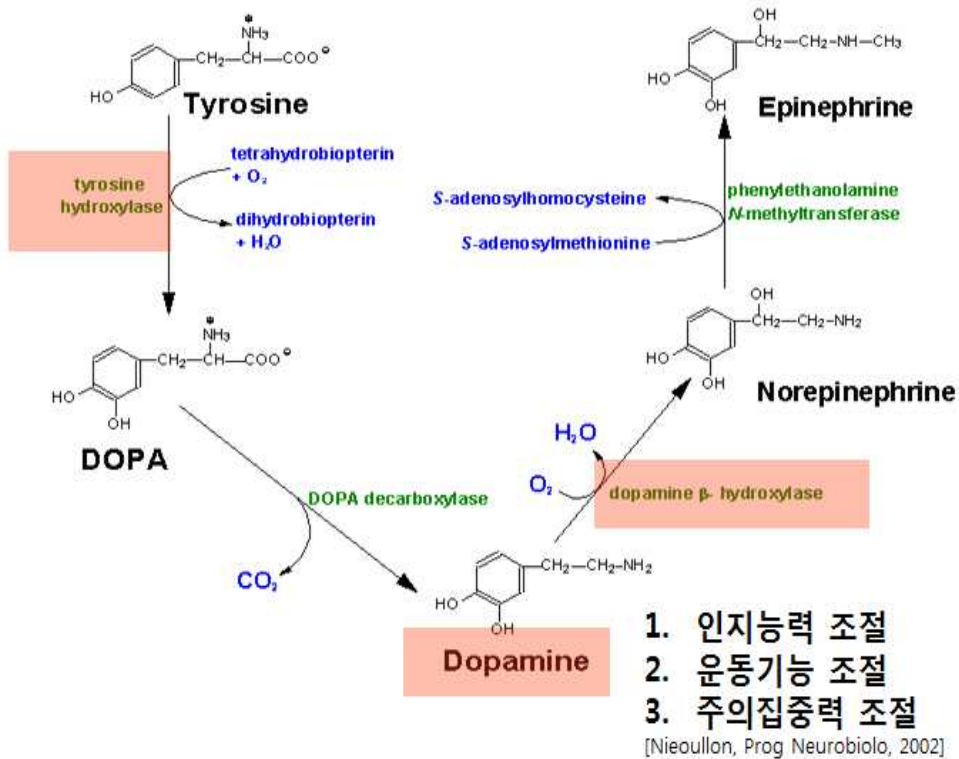 ⊕
NH₃
CH₂—CH—COO⊖
HO
Tyrosine
tyrosine
hydroxylase
tetrahydrobiopterin
+ O₂
dihydrobiopterin
+ H₂O
⊕
NH₃
CH₂—CH—COO⊖
HO
OH
DOPA
DOPA decarboxylase
CO₂
CH₂—CH₂—NH₂
HO
OH
Dopamine
H₂O
O₂
dopamine β- hydroxylase
OH
CH—CH₂—NH₂
HO
OH
Norepinephrine
S-adenosylhomocysteine
S-adenosylmethionine
phenylethanolamine
N-methyltransferase
OH
CH—CH₂—NH—CH₃
HO
OH
Epinephrine
1. 인지능력 조절
2. 운동기능 조절
3. 주의집중력 조절
[Nieoullon, Prog Neurobiolo, 2002]